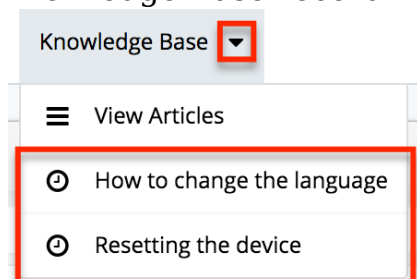 Knowledge Base
View Articles
How to change the language
Resetting the device